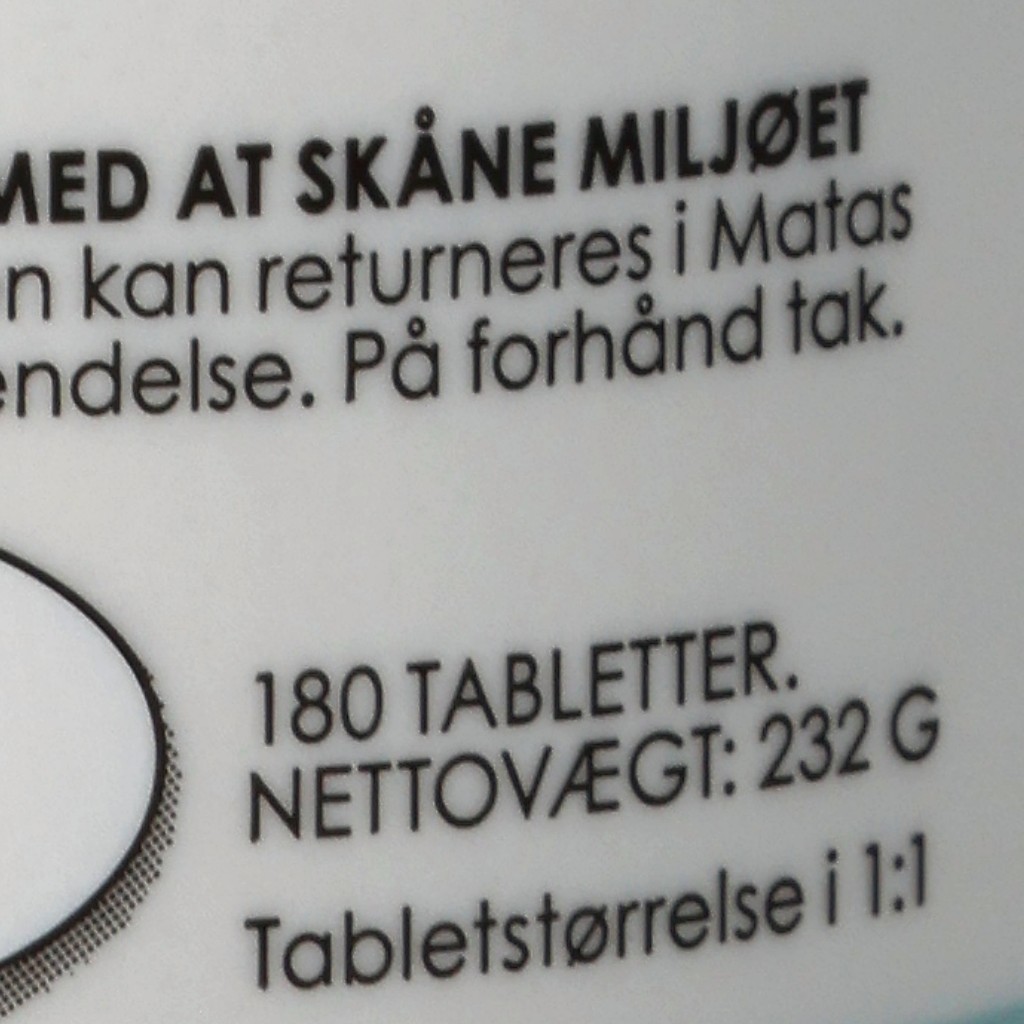 MED AT SKÅNE MILJØET
n kan returneres i Matas
endelse. På forhånd tak.
180 TABLETTER.
NETTOVÆGT: 232 G
Tabletstørrelse i 1:1